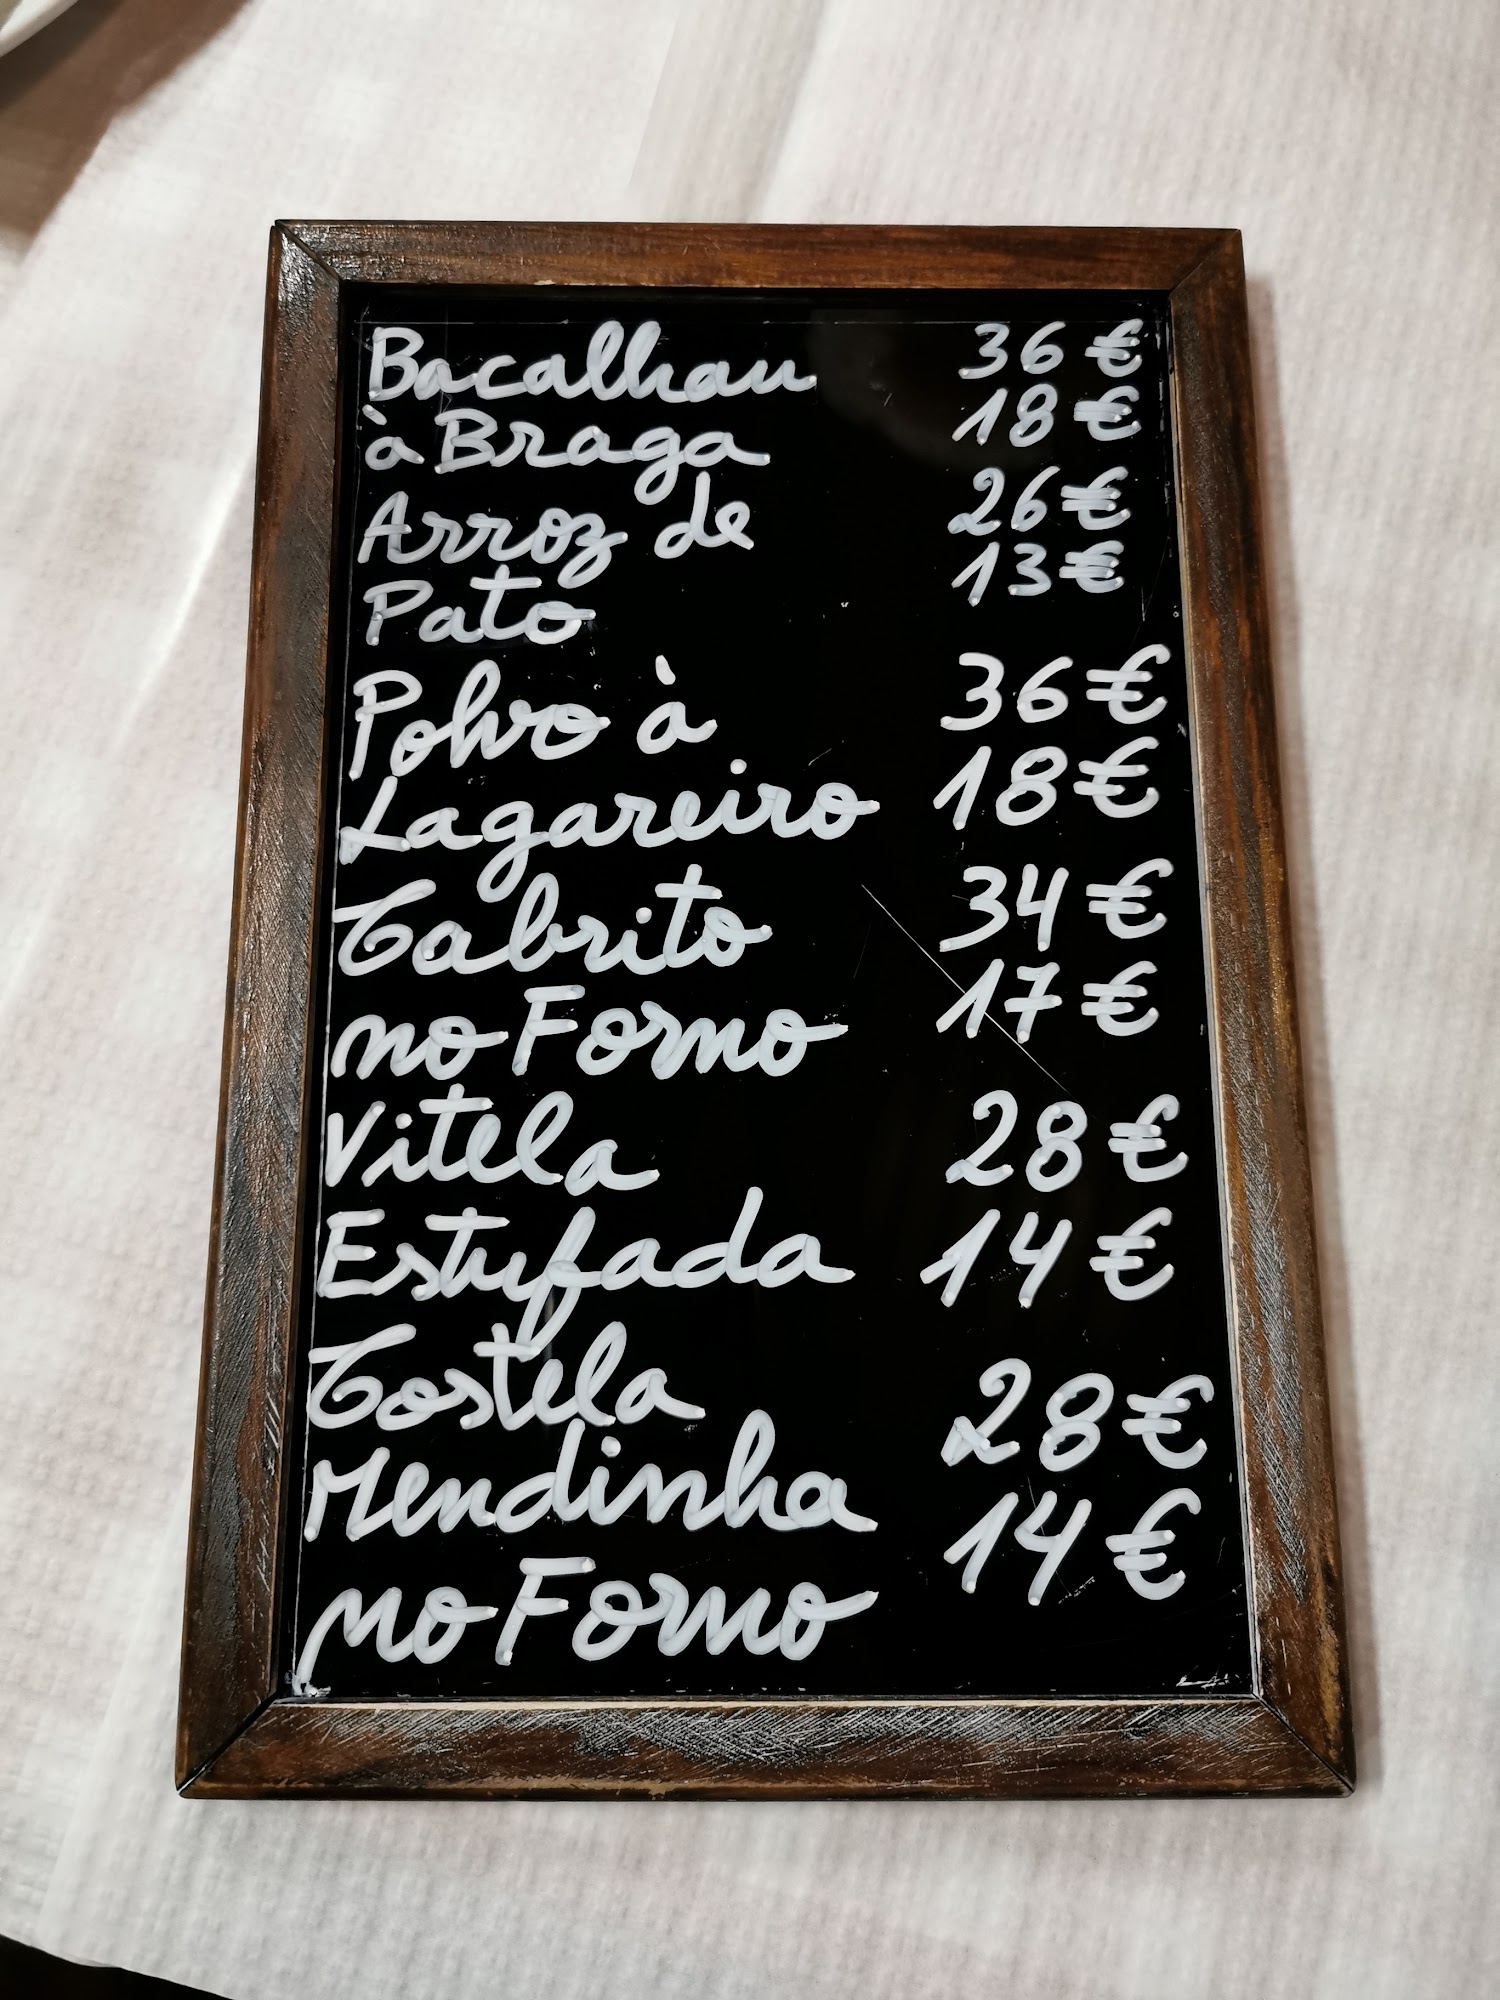 Bacalhau 36 €
à Braga 18 €
Arroz de 26 €
Pato 13 €
Polvo à 36 €
Lagareiro 18 €
Cabrito 34 €
no Forno 17 €
Vitela 28 €
Estufada 14 €
Costela
Mendinha 28 €
no Forno 14 €